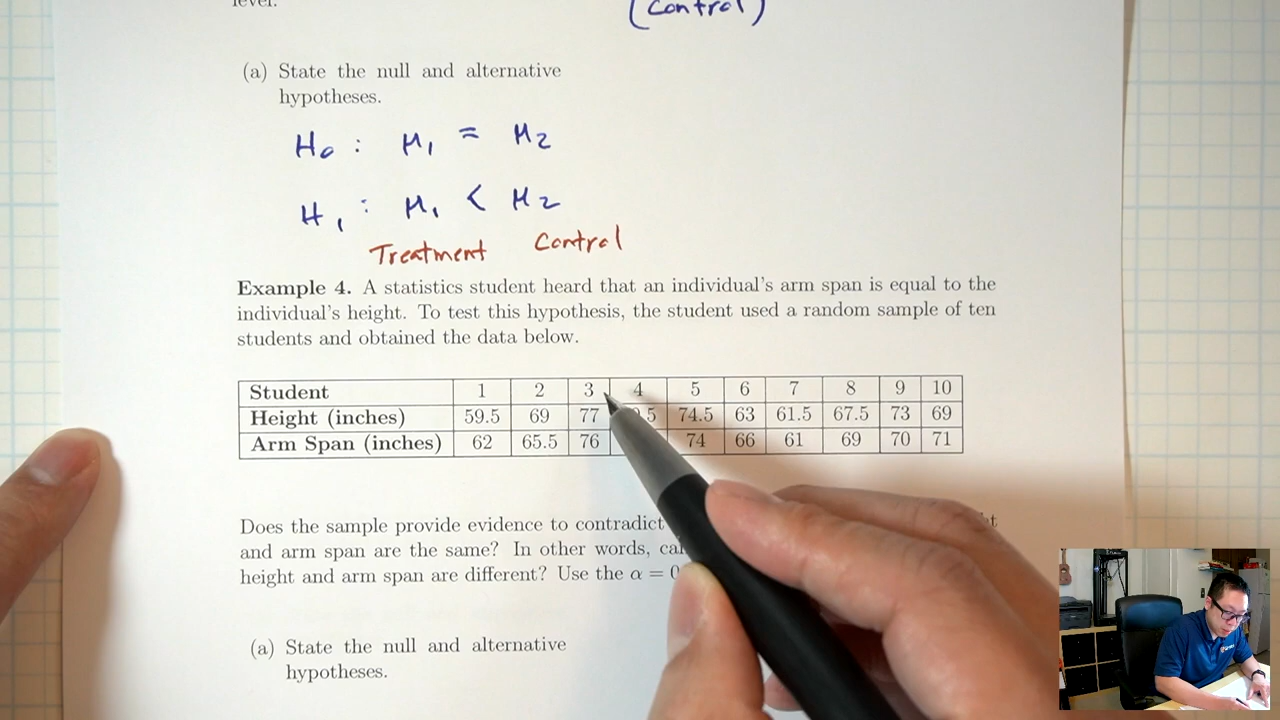 level.
(Control)
(a) State the null and alternative
hypotheses.
H₀ : μ₁ = μ₂
H₁ : μ₁ < μ₂
Treatment Control
Example 4. A statistics student heard that an individual's arm span is equal to the
individual's height. To test this hypothesis, the student used a random sample of ten
students and obtained the data below.
Student 1 2 3 4 5 6 7 8 9 10
Height (inches) 59.5 69 77 74.5 63 61.5 67.5 73 69
Arm Span (inches) 62 65.5 76 74 66 61 69 70 71
Does the sample provide evidence to contradict
and arm span are the same? In other words,
height and arm span are different? Use the α = 0
(a) State the null and alternative
hypotheses.